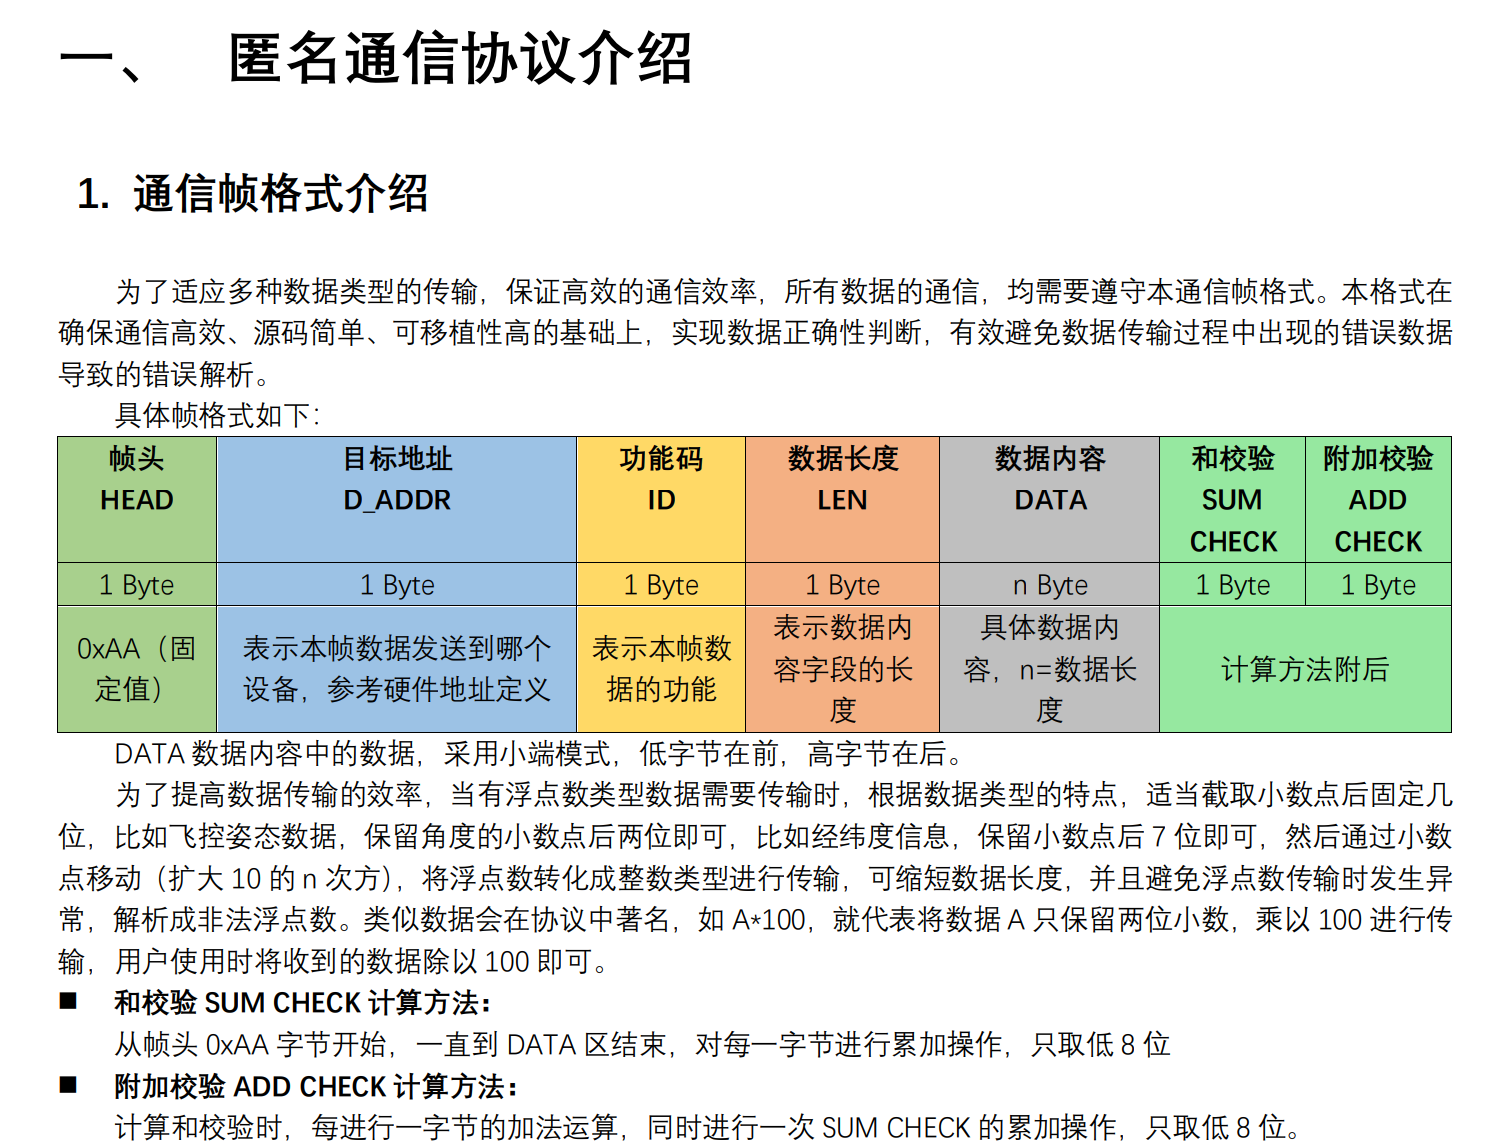 一、 匿名通信协议介绍
1. 通信帧格式介绍
为了适应多种数据类型的传输，保证高效的通信效率，所有数据的通信，均需要遵守本通信帧格式。本格式在
确保通信高效、源码简单、可移植性高的基础上，实现数据正确性判断，有效避免数据传输过程中出现的错误数据
导致的错误解析。
具体帧格式如下：
帧头 目标地址 功能码 数据长度 数据内容 和校验 附加校验
HEAD D_ADDR ID LEN DATA SUM ADD
CHECK CHECK
1 Byte 1 Byte 1 Byte 1 Byte n Byte 1 Byte 1 Byte
0xAA（固
定值）
表示本帧数据发送到哪个
设备，参考硬件地址定义
表示本帧数
据的功能
表示数据内
容字段的长
度
具体数据内
容，n=数据长
度
计算方法附后
DATA 数据内容中的数据，采用小端模式，低字节在前，高字节在后。
为了提高数据传输的效率，当有浮点数类型数据需要传输时，根据数据类型的特点，适当截取小数点后固定几
位，比如飞控姿态数据，保留角度的小数点后两位即可，比如经纬度信息，保留小数点后 7 位即可，然后通过小数
点移动（扩大 10 的 n 次方），将浮点数转化成整数类型进行传输，可缩短数据长度，并且避免浮点数传输时发生异
常，解析成非法浮点数。类似数据会在协议中著名，如 A*100，就代表将数据 A 只保留两位小数，乘以 100 进行传
输，用户使用时将收到的数据除以 100 即可。
■ 和校验 SUM CHECK 计算方法：
从帧头 0xAA 字节开始，一直到 DATA 区结束，对每一字节进行累加操作，只取低 8 位
■ 附加校验 ADD CHECK 计算方法：
计算和校验时，每进行一字节的加法运算，同时进行一次 SUM CHECK 的累加操作，只取低 8 位。